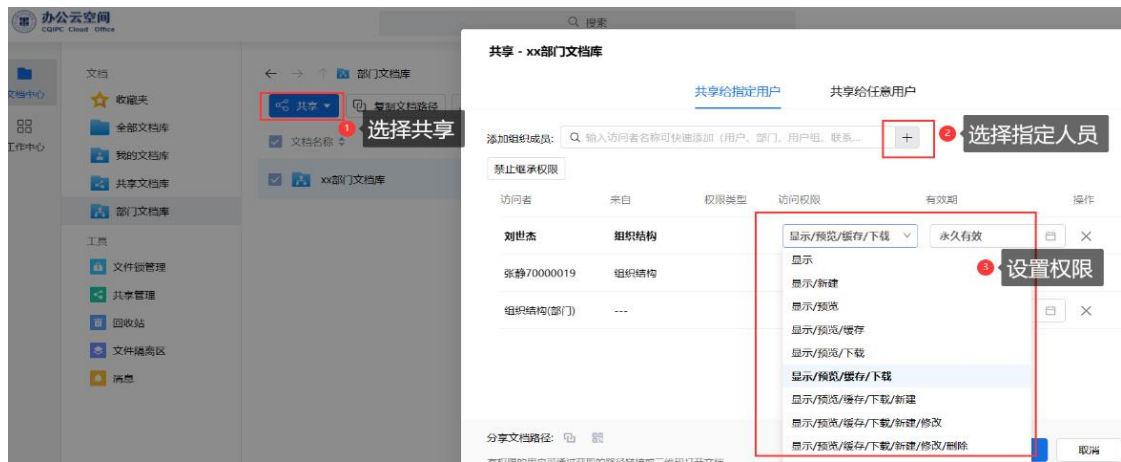 办公云空间
CQIPC Cloud Office
搜索
文档中心
工作中心
文档
收藏夹
全部文档库
我的文档库
共享文档库
部门文档库
工具
文件锁管理
共享管理
回收站
文件隔离区
消息
部门文档库
共享
复制文档路径
1 选择共享
文档名称
xx部门文档库
共享 - xx部门文档库
共享给指定用户 共享给任意用户
添加组织成员: 输入访问者名称可快速添加（用户、部门、用户组、联系... +
2 选择指定人员
禁止继承权限
访问者 来自 权限类型 访问权限 有效期 操作
刘世杰 组织结构 显示/预览/缓存/下载 永久有效
张静70000019 组织结构
组织结构(部门) ---
显示
显示/新建
显示/预览
显示/预览/缓存
显示/预览/下载
显示/预览/缓存/下载
显示/预览/缓存/下载/新建
显示/预览/缓存/下载/新建/修改
显示/预览/缓存/下载/新建/修改/删除
3 设置权限
分享文档路径:
取消